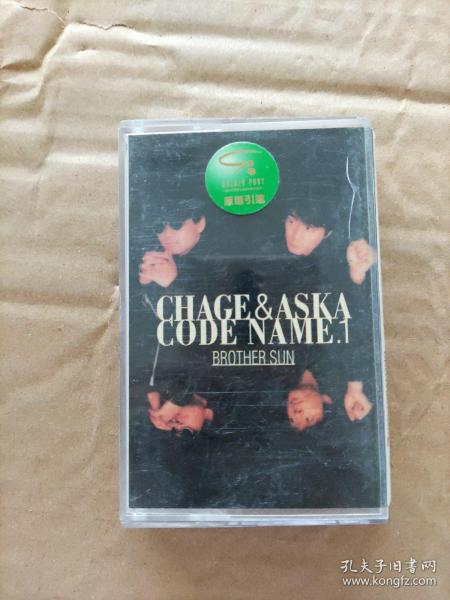 GOLDEN PONY
原版引進
CHAGE&ASKA
CODE NAME.1
BROTHER SUN
孔夫子旧书网
www.kongfz.com